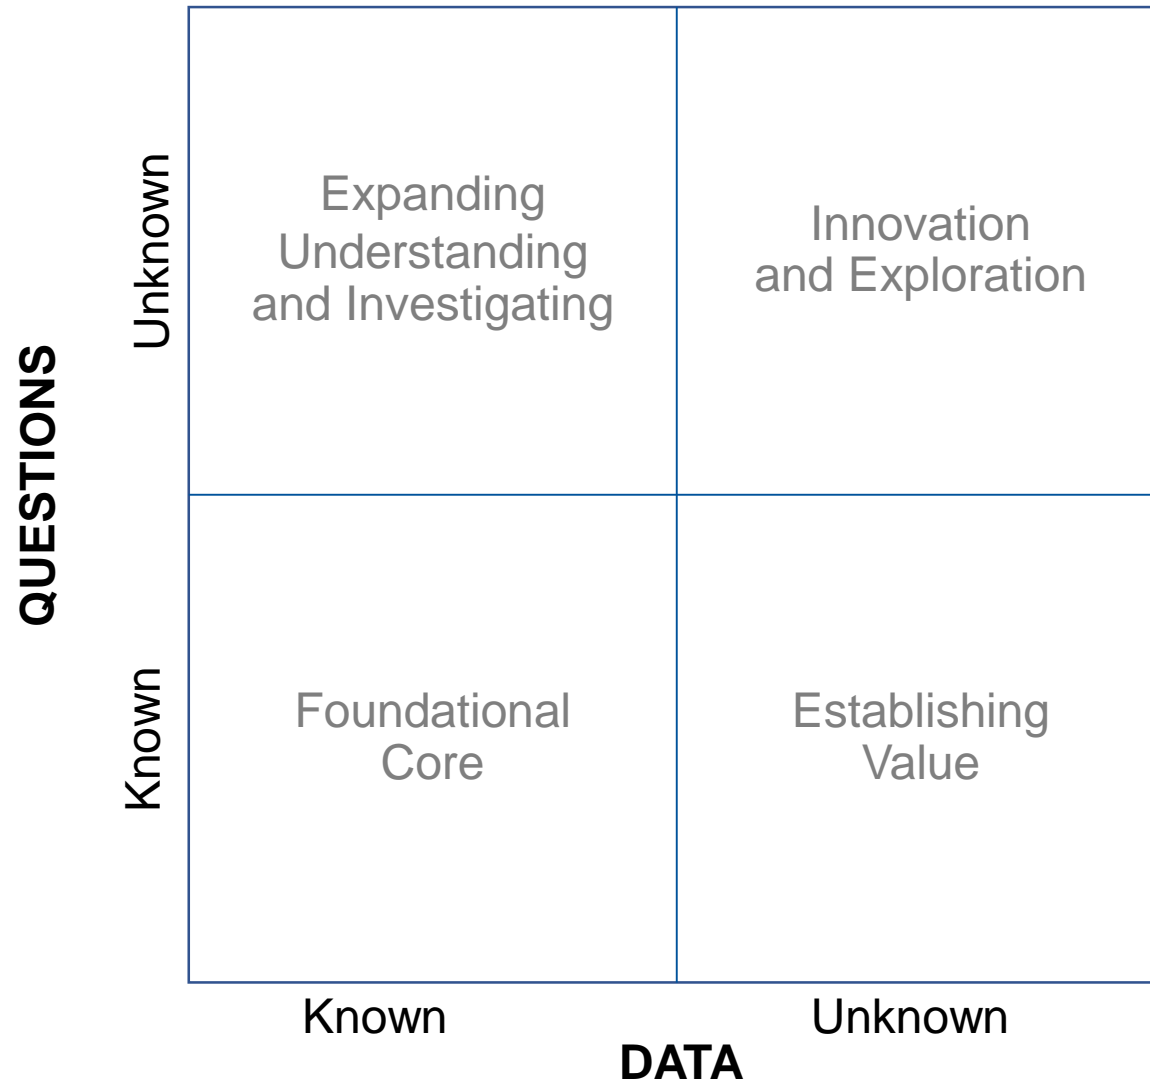 QUESTIONS
Unknown
Expanding
Understanding
and Investigating
Innovation
and Exploration
Known
Foundational
Core
Establishing
Value
Known
Unknown
DATA